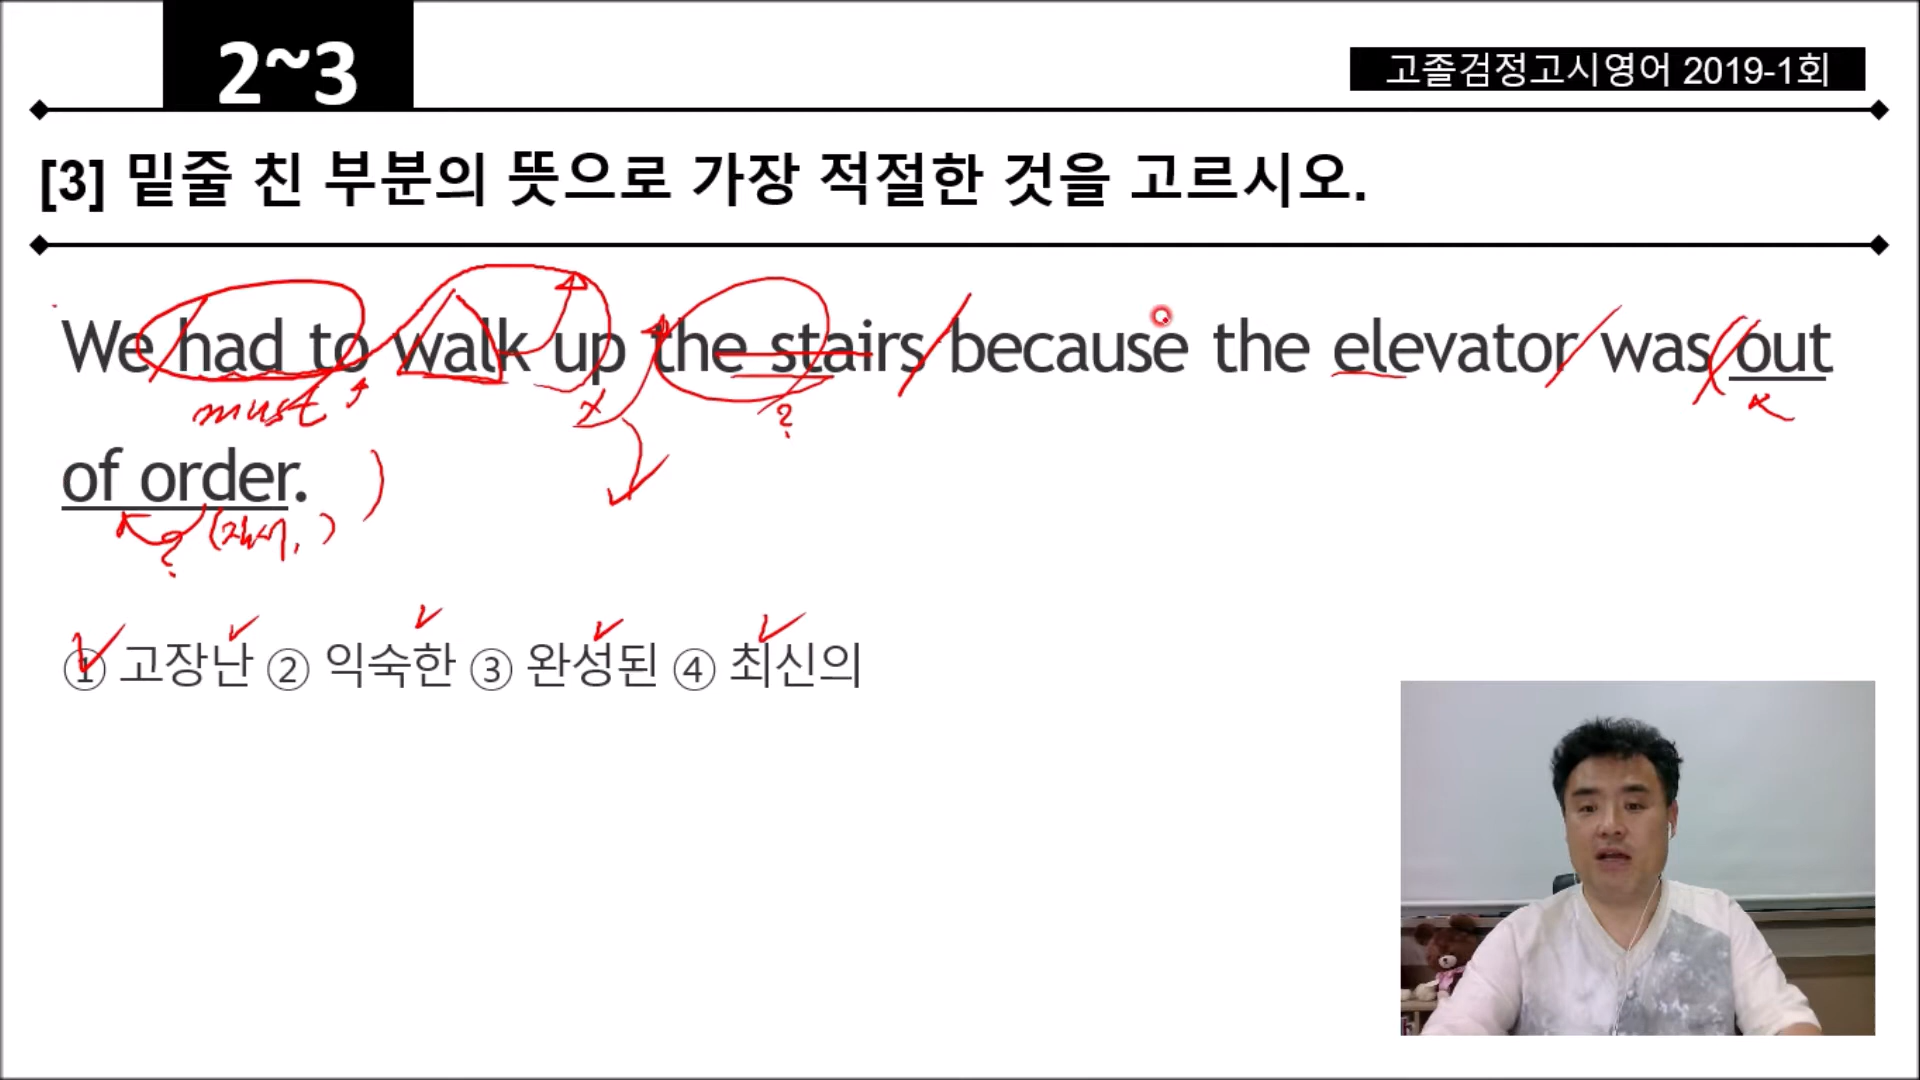 2~3
고졸검정고시영어 2019-1회
[3] 밑줄 친 부분의 뜻으로 가장 적절한 것을 고르시오.
We had to walk up the stairs because the elevator was out
must
x
?
of order.
?
① 고장난 ② 익숙한 ③ 완성된 ④ 최신의